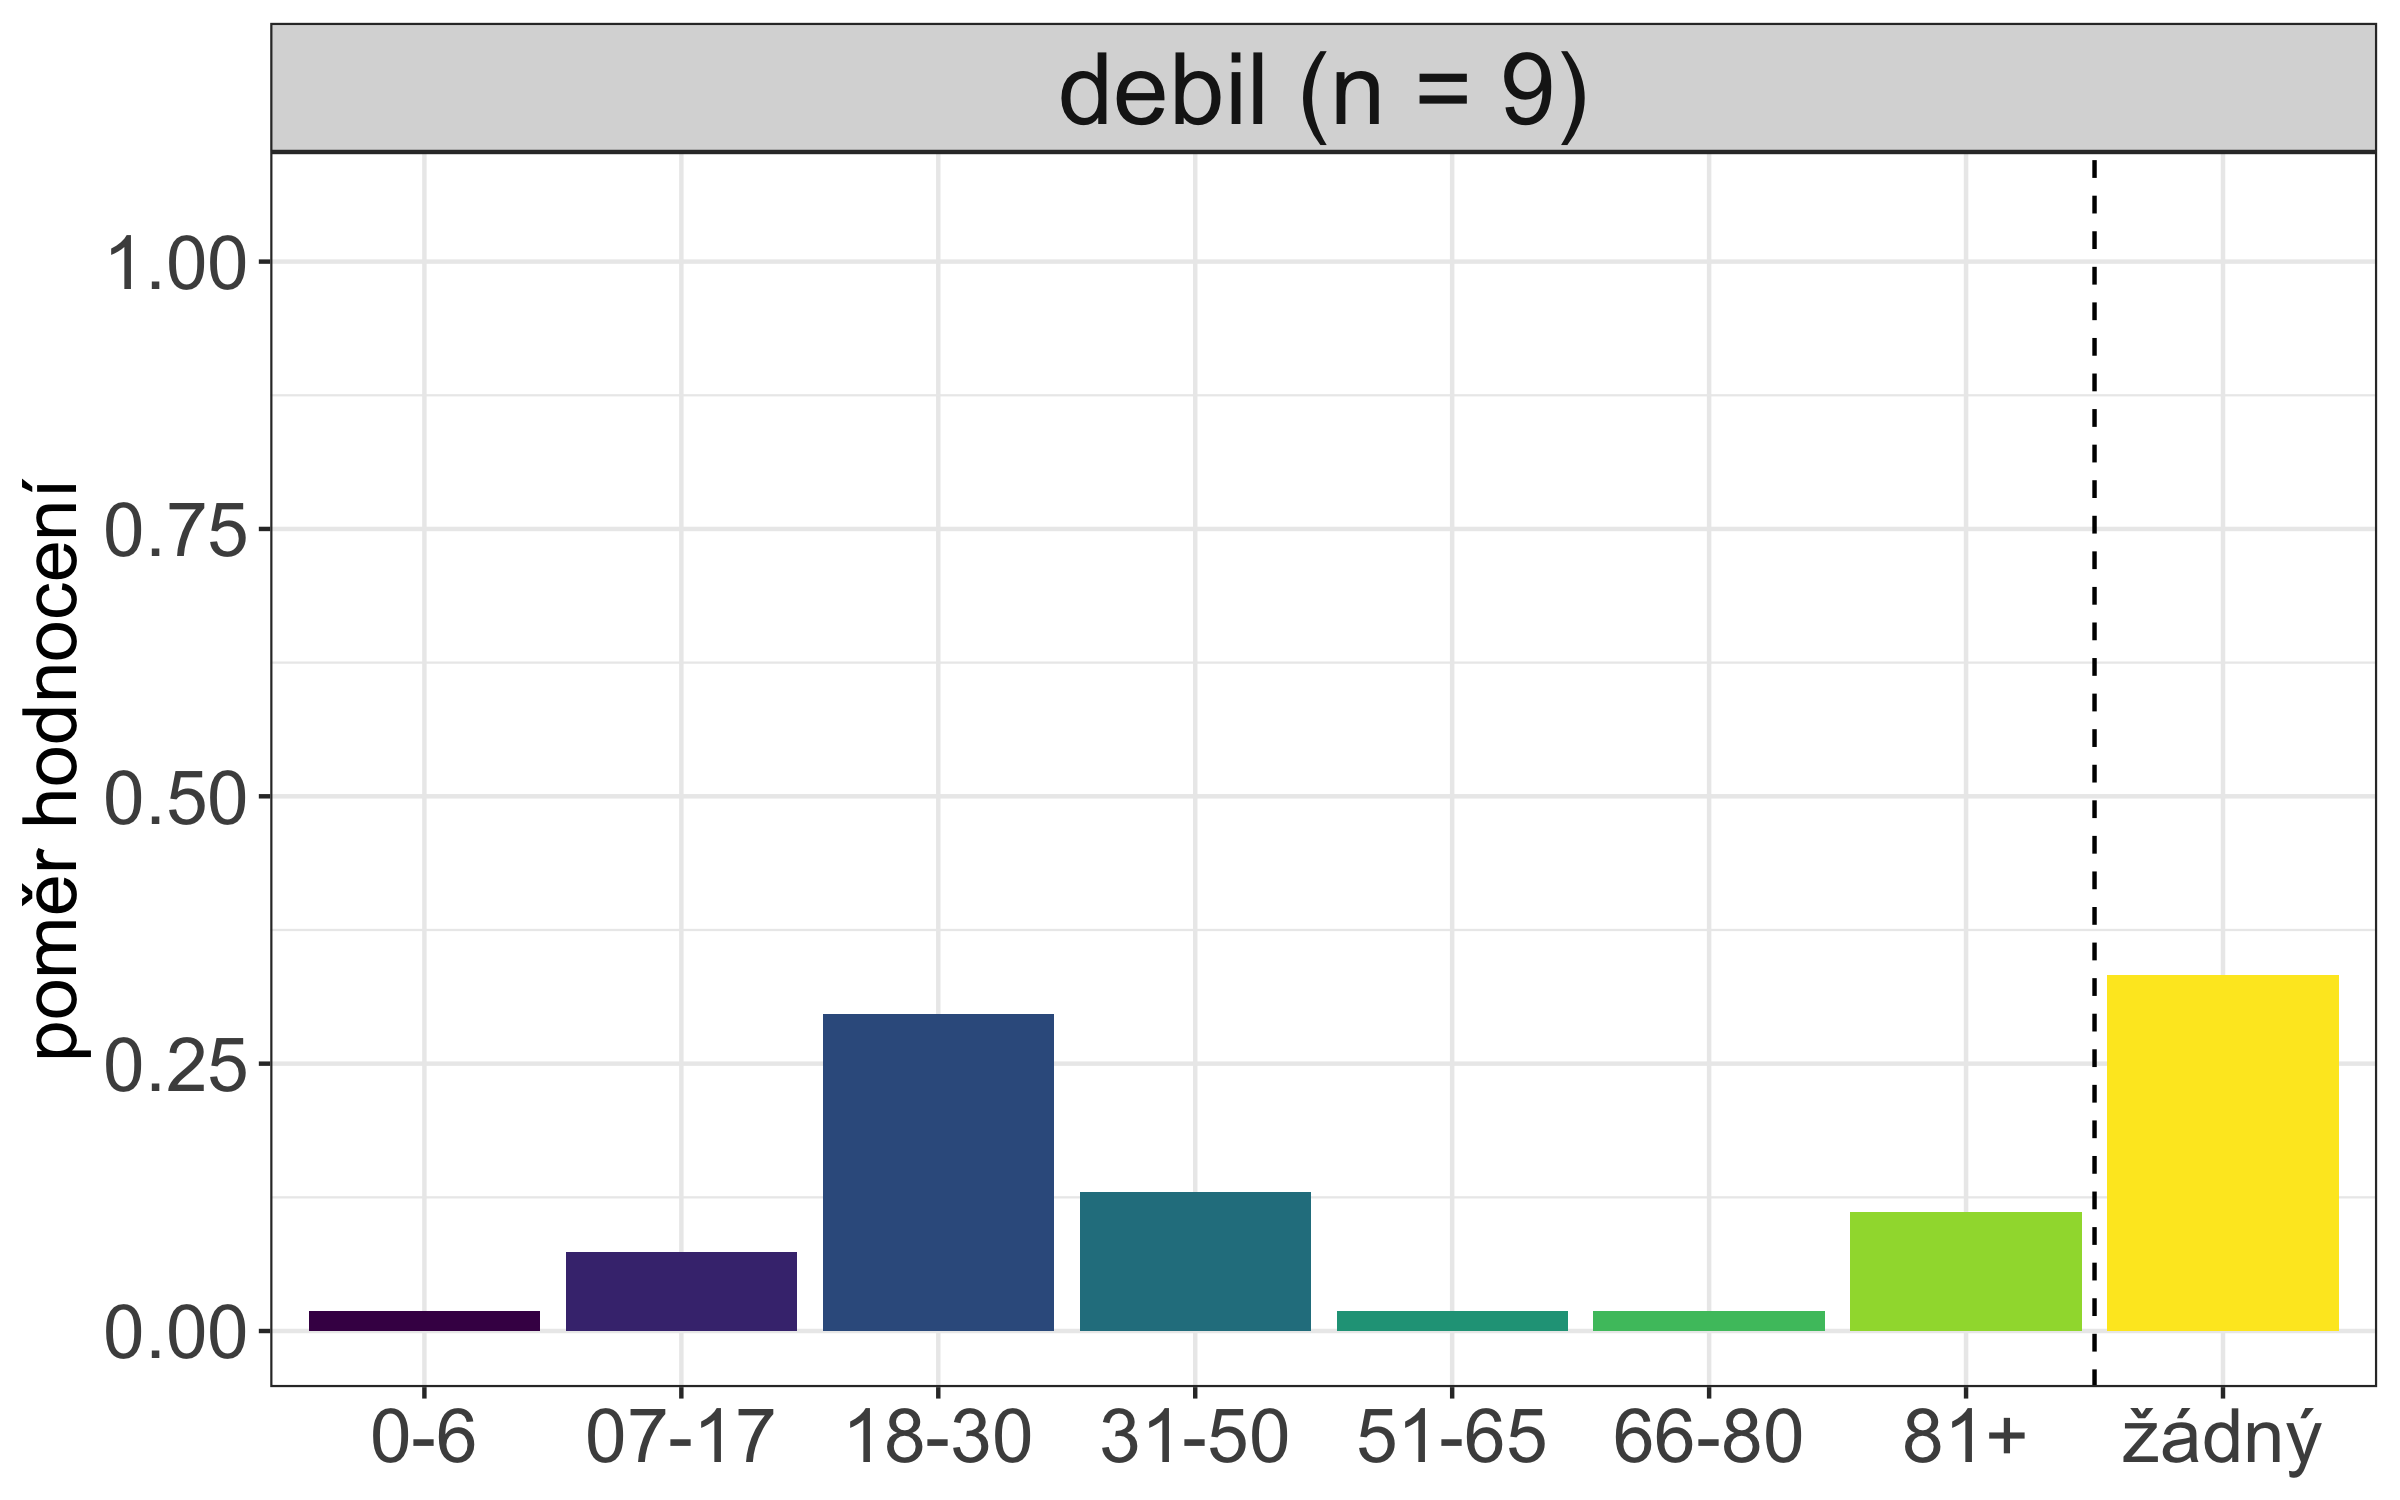 debil (n = 9)
poměr hodnocení
1.00
0.75
0.50
0.25
0.00
0-6 07-17 18-30 31-50 51-65 66-80 81+ žádný